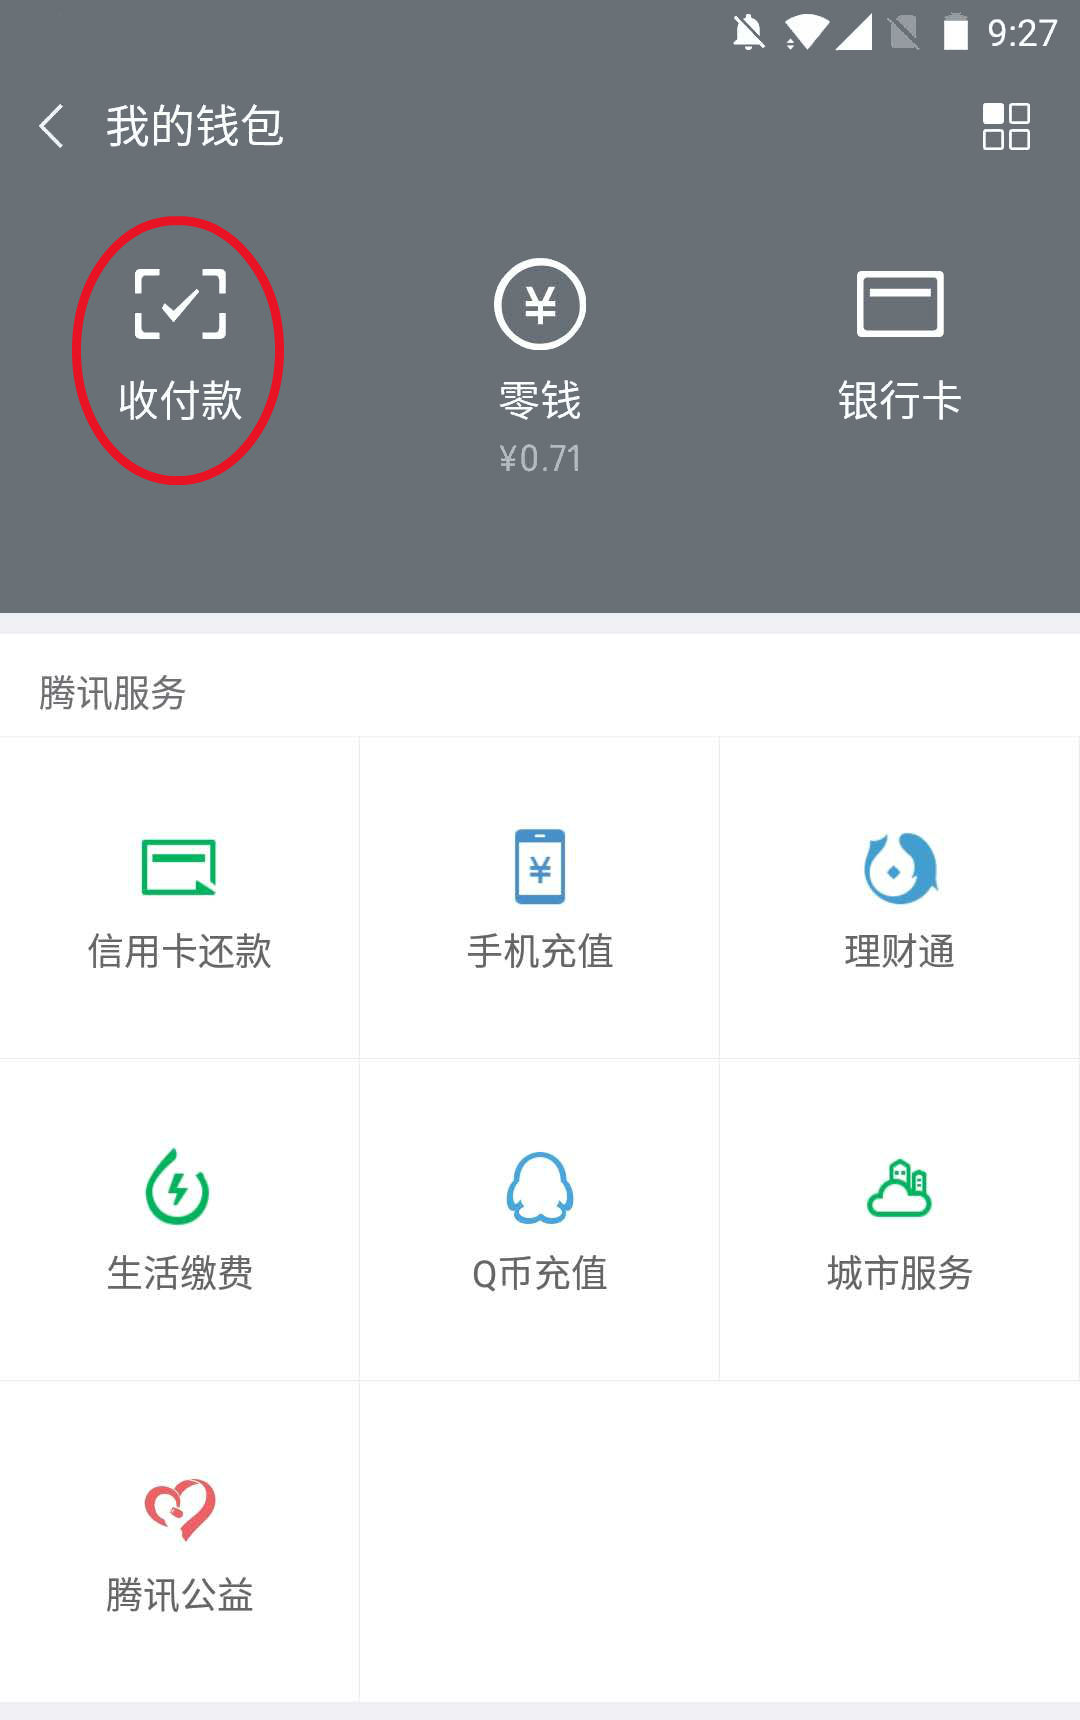 9:27
我的钱包
收付款
零钱
银行卡
¥0.71
腾讯服务
信用卡还款
手机充值
理财通
生活缴费
Q币充值
城市服务
腾讯公益